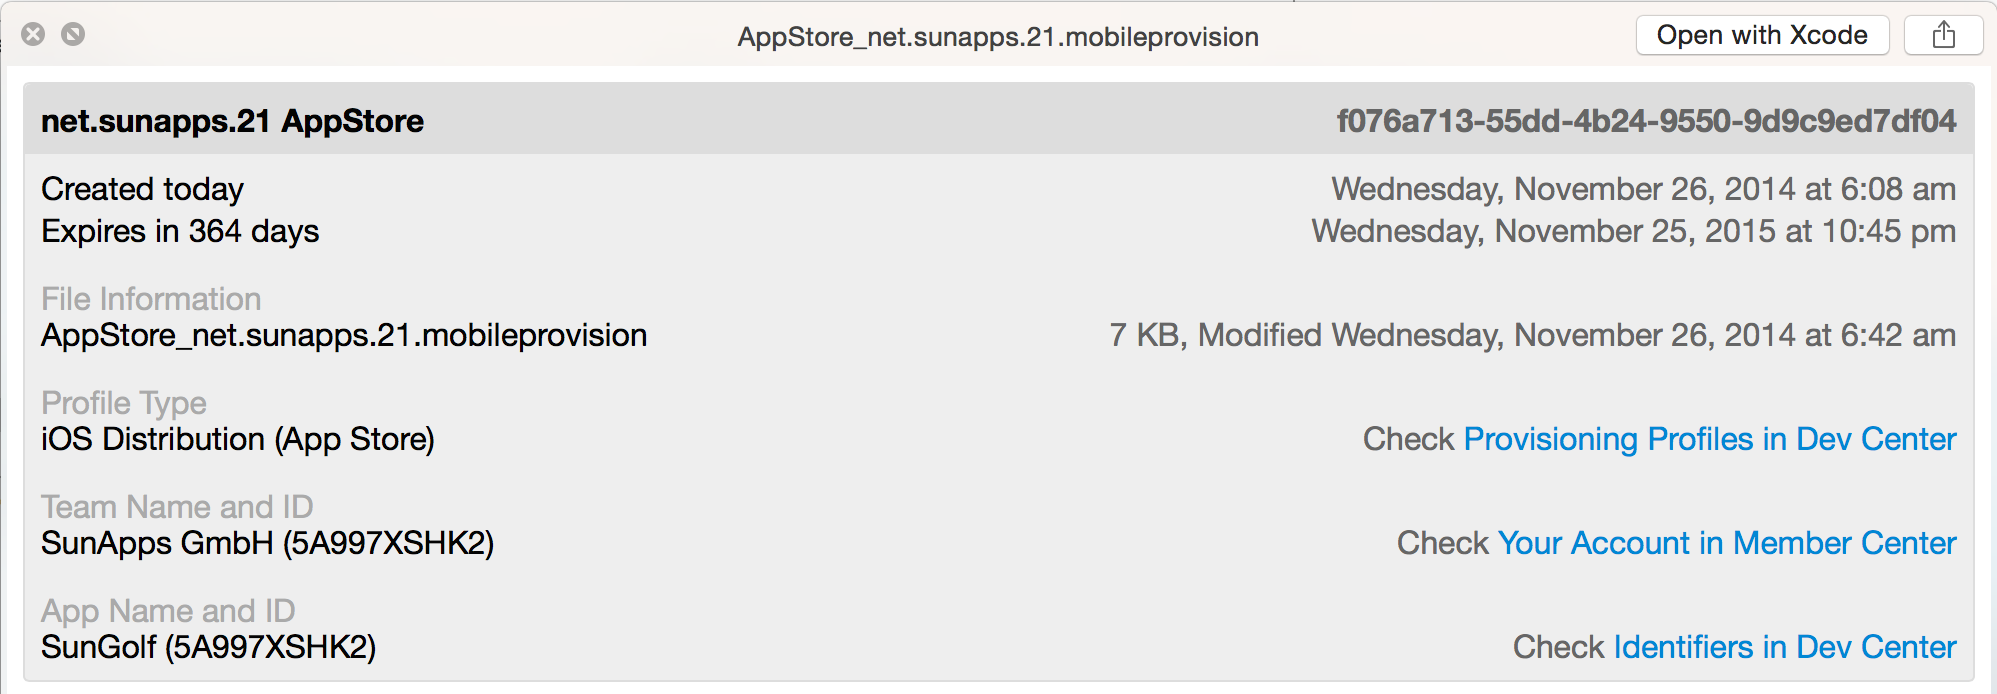 AppStore_net.sunapps.21.mobileprovision
Open with Xcode
net.sunapps.21 AppStore f076a713-55dd-4b24-9550-9d9c9ed7df04
Created today Wednesday, November 26, 2014 at 6:08 am
Expires in 364 days Wednesday, November 25, 2015 at 10:45 pm
File Information
AppStore_net.sunapps.21.mobileprovision 7 KB, Modified Wednesday, November 26, 2014 at 6:42 am
Profile Type
iOS Distribution (App Store) Check Provisioning Profiles in Dev Center
Team Name and ID
SunApps GmbH (5A997XSHK2) Check Your Account in Member Center
App Name and ID
SunGolf (5A997XSHK2) Check Identifiers in Dev Center